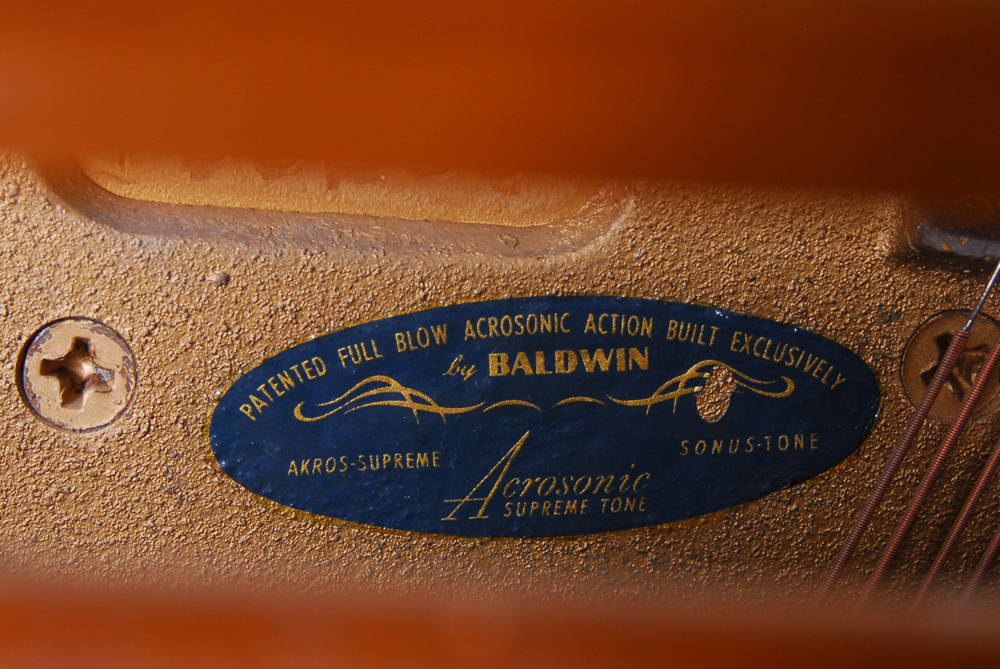 PATENTED FULL BLOW ACROSONIC ACTION BUILT EXCLUSIVELY
by BALDWIN
AKROS-SUPREME
SONUS-TONE
Acrosonic
SUPREME TONE